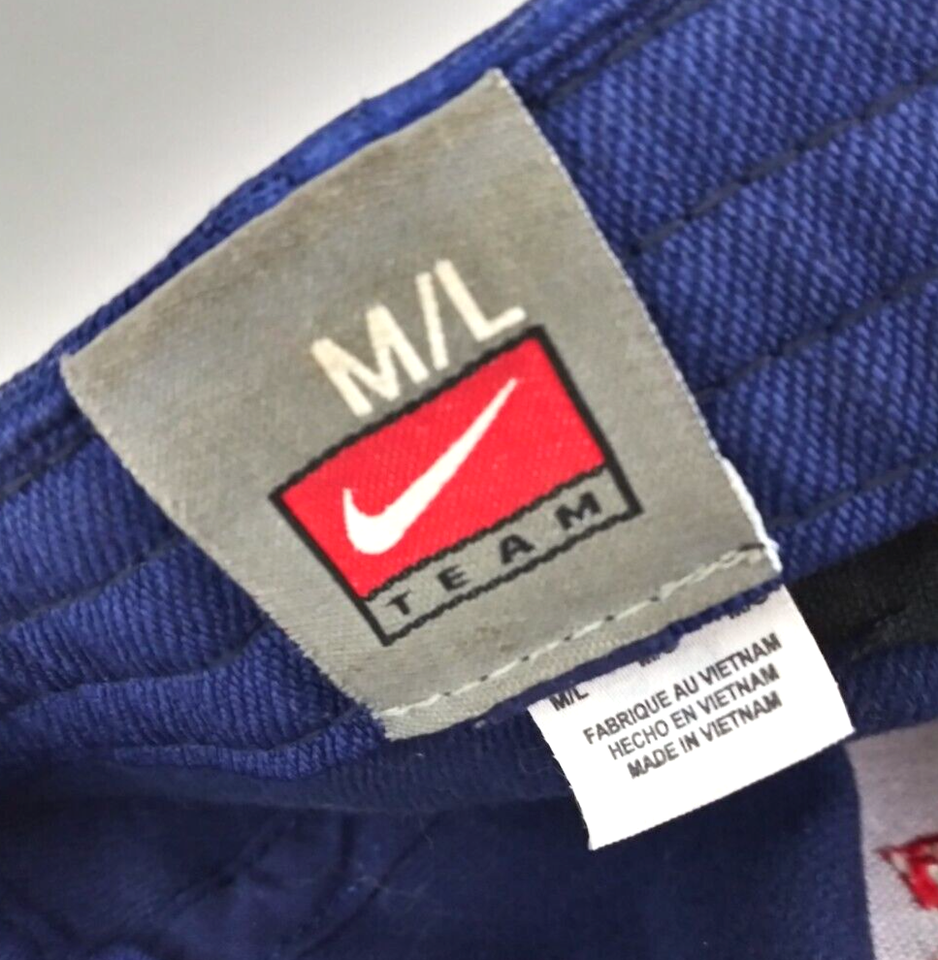 M/L
TEAM
M/L
FABRIQUE AU VIETNAM
HECHO EN VIETNAM
MADE IN VIETNAM